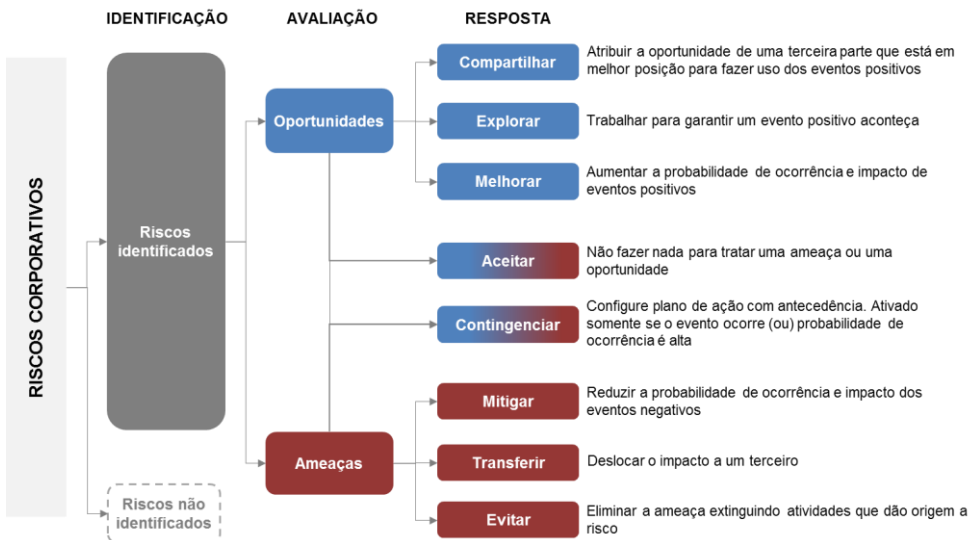 IDENTIFICAÇÃO
AVALIAÇÃO
RESPOSTA
RISCOS CORPORATIVOS
Riscos
identificados
Riscos não
identificados
Oportunidades
Ameaças
Compartilhar
Atribuir a oportunidade de uma terceira parte que está em
melhor posição para fazer uso dos eventos positivos
Explorar
Trabalhar para garantir um evento positivo aconteça
Melhorar
Aumentar a probabilidade de ocorrência e impacto de
eventos positivos
Aceitar
Não fazer nada para tratar uma ameaça ou uma
oportunidade
Contingenciar
Configure plano de ação com antecedência. Ativado
somente se o evento ocorre (ou) probabilidade de
ocorrência é alta
Mitigar
Reduzir a probabilidade de ocorrência e impacto dos
eventos negativos
Transferir
Deslocar o impacto a um terceiro
Evitar
Eliminar a ameaça extinguindo atividades que dão origem a
risco